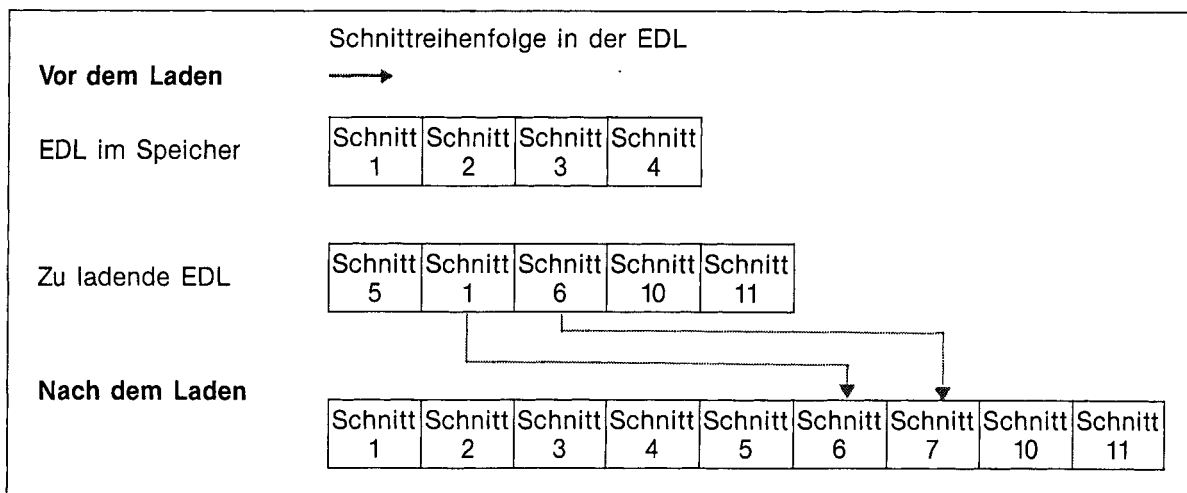 Schnittreihenfolge in der EDL
Vor dem Laden
EDL im Speicher
Schnitt Schnitt Schnitt Schnitt
1 2 3 4
Zu ladende EDL
Schnitt Schnitt Schnitt Schnitt Schnitt
5 1 6 10 11
Nach dem Laden
Schnitt Schnitt Schnitt Schnitt Schnitt Schnitt Schnitt Schnitt Schnitt
1 2 3 4 5 6 7 10 11